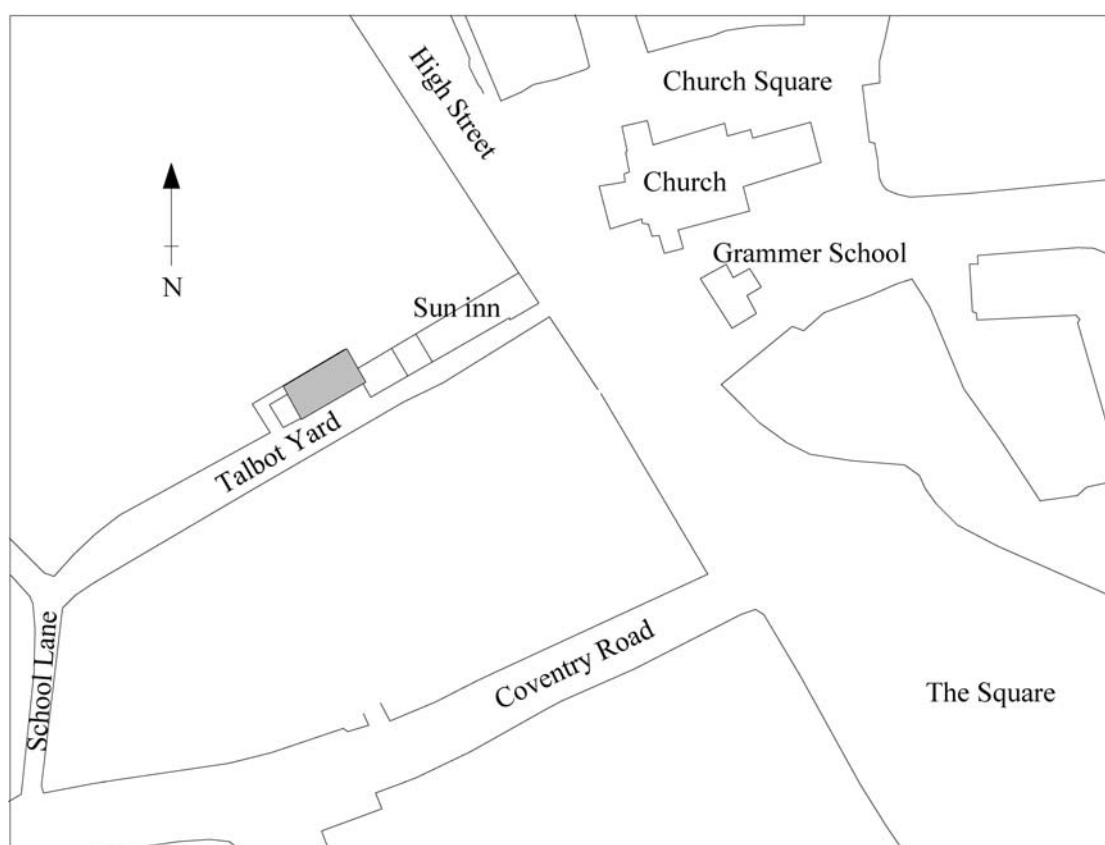 High Street
Church Square
Church
Grammer School
N
Sun inn
Talbot Yard
School Lane
Coventry Road
The Square